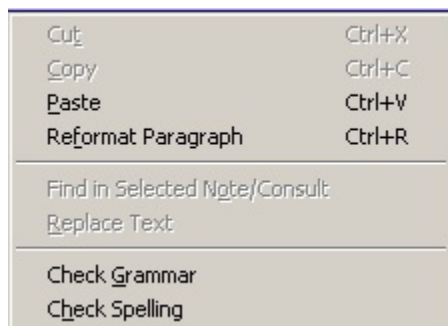 Cut Ctrl+X
Copy Ctrl+C
Paste Ctrl+V
Reformat Paragraph Ctrl+R
Find in Selected Note/Consult
Replace Text
Check Grammar
Check Spelling